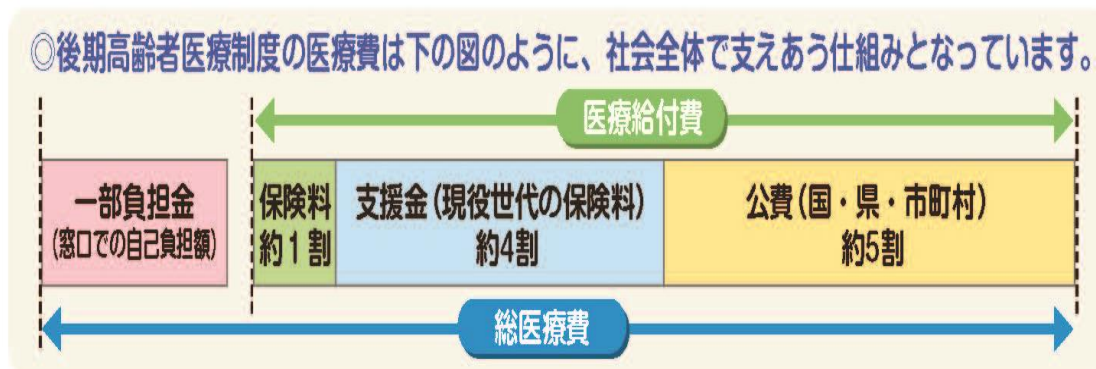 ◎後期高齢者医療制度の医療費は下の図のように、社会全体で支えあう仕組みとなっています。
医療給付費
一部負担金
(窓口での自己負担額)
保険料
約1割
支援金(現役世代の保険料)
約4割
公費(国・県・市町村)
約5割
総医療費